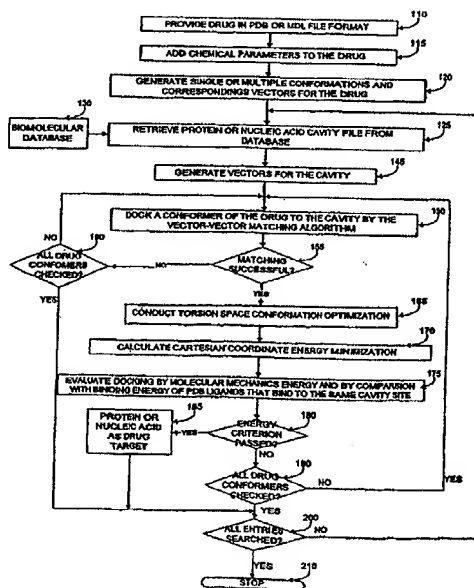 110
PROVIDE DRUG IN PDB OR MDL FILE FORMAT
115
ADD CHEMICAL PARAMETERS TO THE DRUG
120
GENERATE SINGLE OR MULTIPLE CONFORMATIONS AND
CORRESPONDINGS VECTORS FOR THE DRUG
130
BIOMOLECULAR
DATABASE
125
RETRIEVE PROTEIN OR NUCLEIC ACID CAVITY FILE FROM
DATABASE
145
GENERATE VECTORS FOR THE CAVITY
150
DOCK A CONFORMER OF THE DRUG TO THE CAVITY BY THE
VECTOR-VECTOR MATCHING ALGORITHM
NO
ALL DRUG
CONFOMERS
CHECKED?
NO
155
MATCHING
SUCCESSFUL?
YES
YES
165
CONDUCT TORSION SPACE CONFORMATION OPTIMIZATION
170
CALCULATE CARTESIAN COORDINATE ENERGY MINIMIZATION
175
EVALUATE DOCKING BY MOLECULAR MECHANICS ENERGY AND BY COMPARISON
WITH BINDING ENERGY OF PDB LIGANDS THAT BIND TO THE SAME CAVITY SITE
185
PROTEIN OR
NUCLEIC ACID
AS DRUG
TARGET
YES
180
ENERGY
CRITERION
PASSED?
NO
ALL DRUG
CONFORMERS
CHECKED?
NO
YES
200
ALL ENTRIES
SEARCHED?
NO
YES
210
STOP